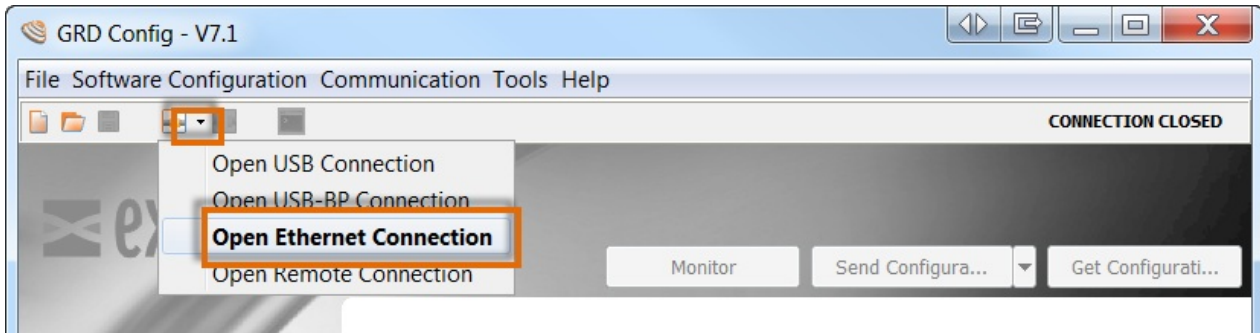 GRD Config - V7.1
File Software Configuration Communication Tools Help
CONNECTION CLOSED
Open USB Connection
Open USB-BP Connection
Open Ethernet Connection
Open Remote Connection
Monitor
Send Configura...
Get Configurati...